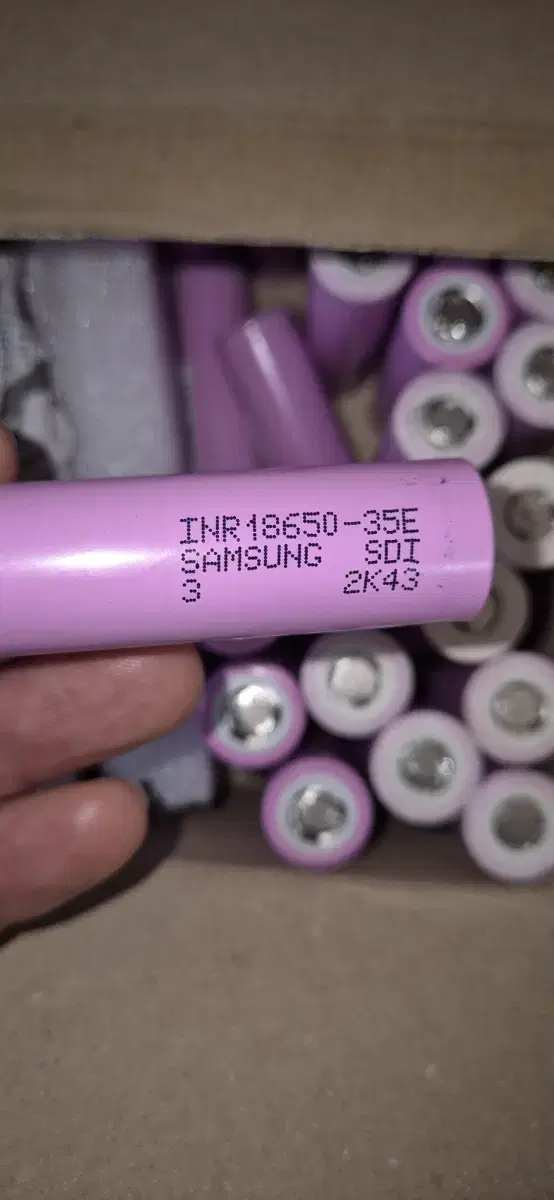 INR18650-35E
SAMSUNG SDI
3 2K43